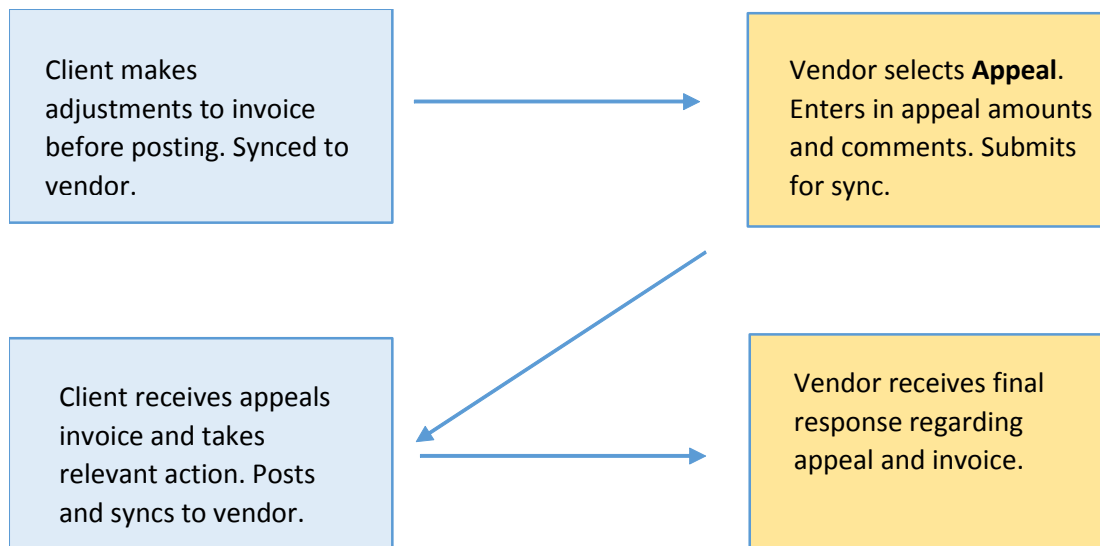 Client makes
adjustments to invoice
before posting. Synced to
vendor.
Vendor selects Appeal.
Enters in appeal amounts
and comments. Submits
for sync.
Client receives appeals
invoice and takes
relevant action. Posts
and syncs to vendor.
Vendor receives final
response regarding
appeal and invoice.